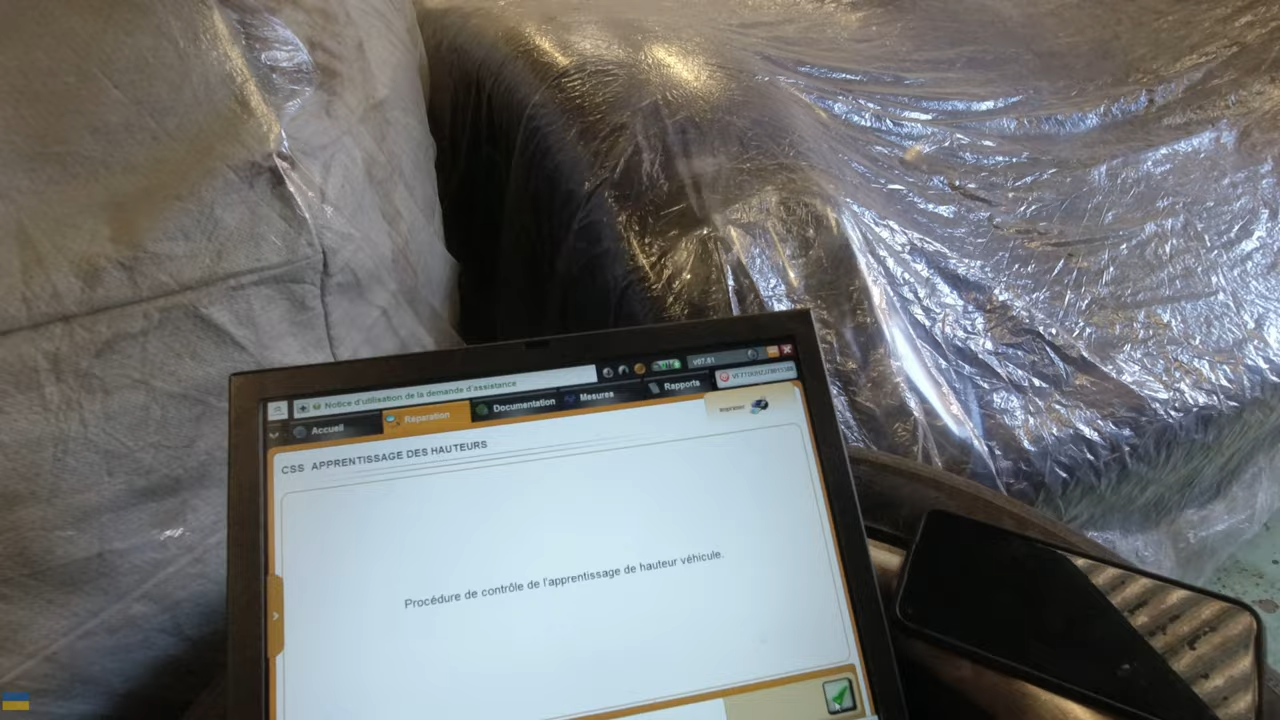 Notice d'utilisation de la demande d'assistance
V07.61
Accueil
Réparation
Documentation
Mesures
Rapports
CSS APPRENTISSAGE DES HAUTEURS
Procédure de contrôle de l'apprentissage de hauteur véhicule.